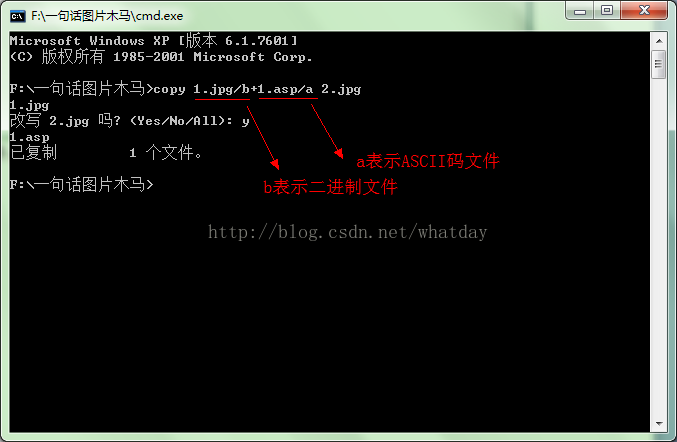 F:\一句话图片木马\cmd.exe
Microsoft Windows XP [版本 6.1.7601]
(C) 版权所有 1985-2001 Microsoft Corp.
F:\一句话图片木马>copy 1.jpg/b+1.asp/a 2.jpg
1.jpg
改写 2.jpg 吗? (Yes/No/All): y
1.asp
已复制         1 个文件。
a表示ASCII码文件
F:\一句话图片木马>
b表示二进制文件
http://blog.csdn.net/whatday